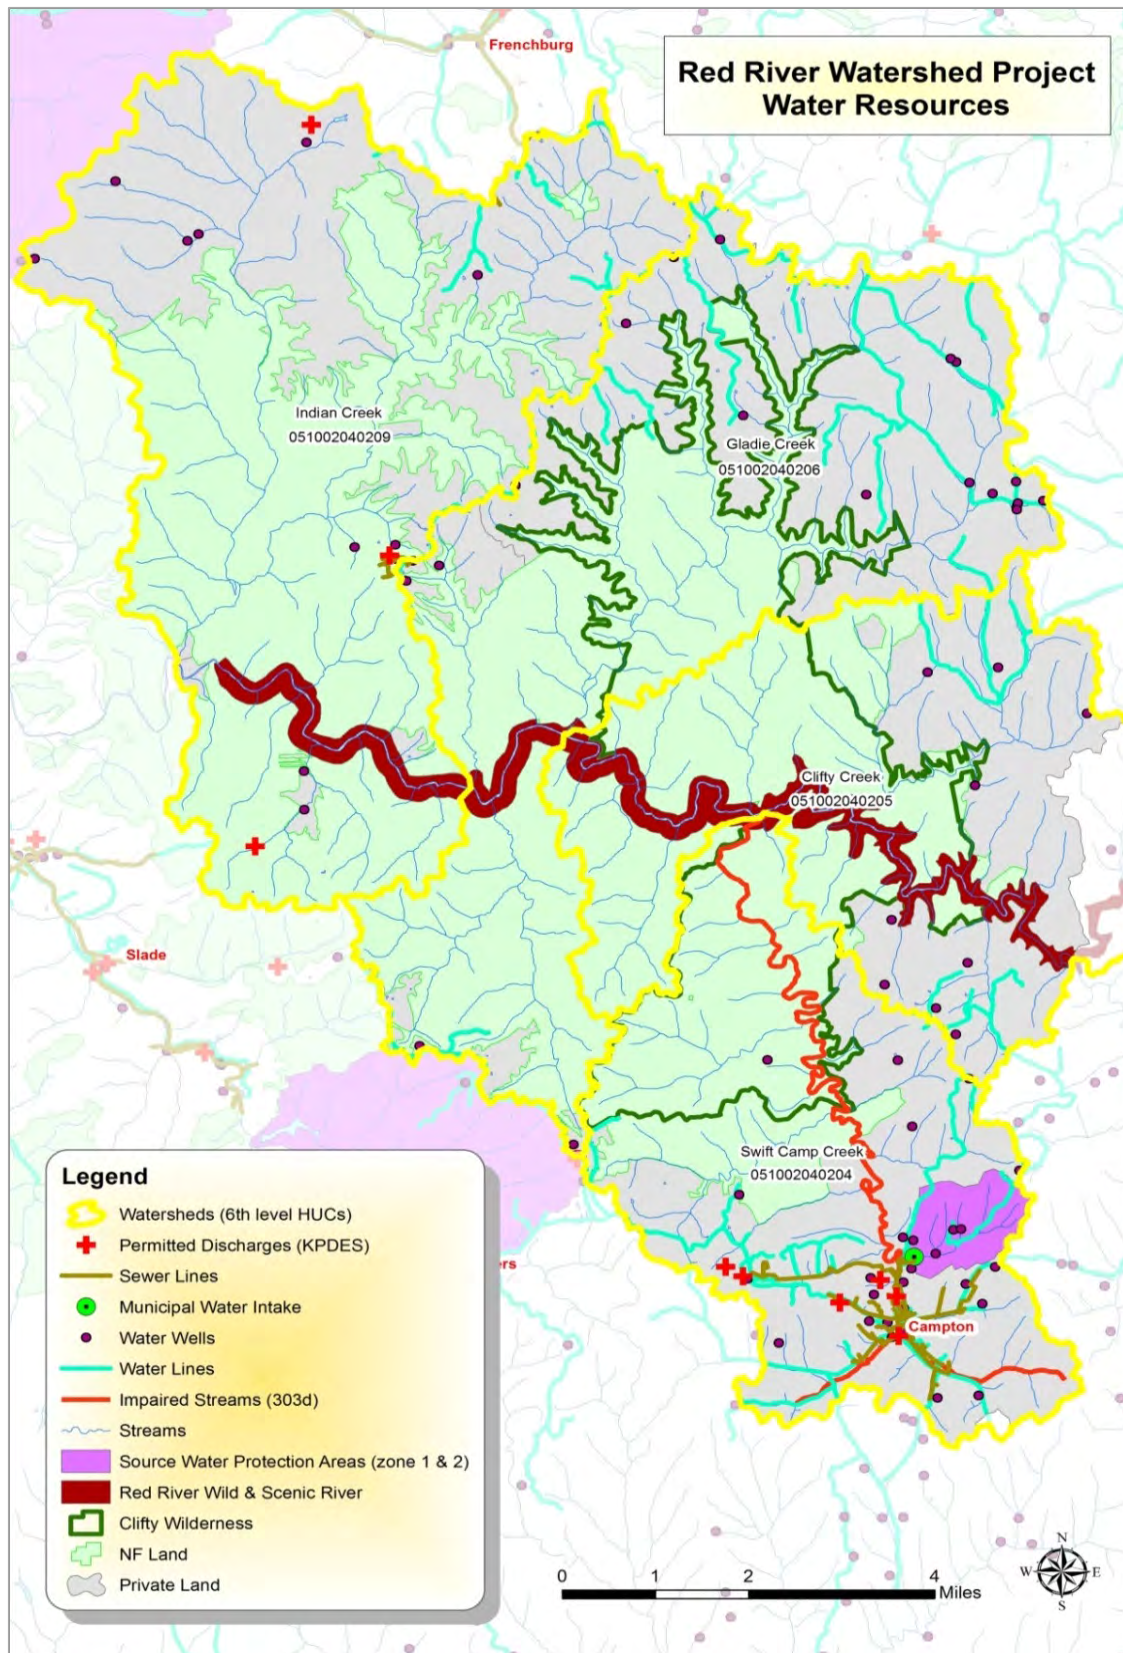 Frenchburg
Red River Watershed Project
Water Resources
Indian Creek
051002040209
Gladie Creek
051002040206
Clifty Creek
051002040205
Slade
Swift Camp Creek
051002040204
ers
Campton
Legend
Watersheds (6th level HUCs)
Permitted Discharges (KPDES)
Sewer Lines
Municipal Water Intake
Water Wells
Water Lines
Impaired Streams (303d)
Streams
Source Water Protection Areas (zone 1 & 2)
Red River Wild & Scenic River
Clifty Wilderness
NF Land
Private Land
N
W E
S
0 2 4
Miles